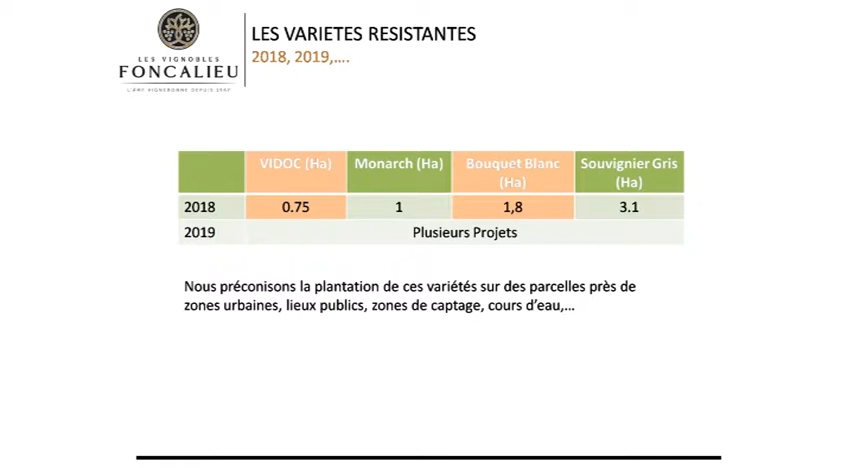 LES VARIETES RESISTANTES
2018, 2019,....
LES VIGNOBLES
FONCALIEU
VIDOC (Ha) Monarch (Ha) Bouquet Blanc (Ha) Souvignier Gris (Ha)
2018 0.75 1 1,8 3.1
2019 Plusieurs Projets
Nous préconisons la plantation de ces variétés sur des parcelles près de
zones urbaines, lieux publics, zones de captage, cours d'eau,...